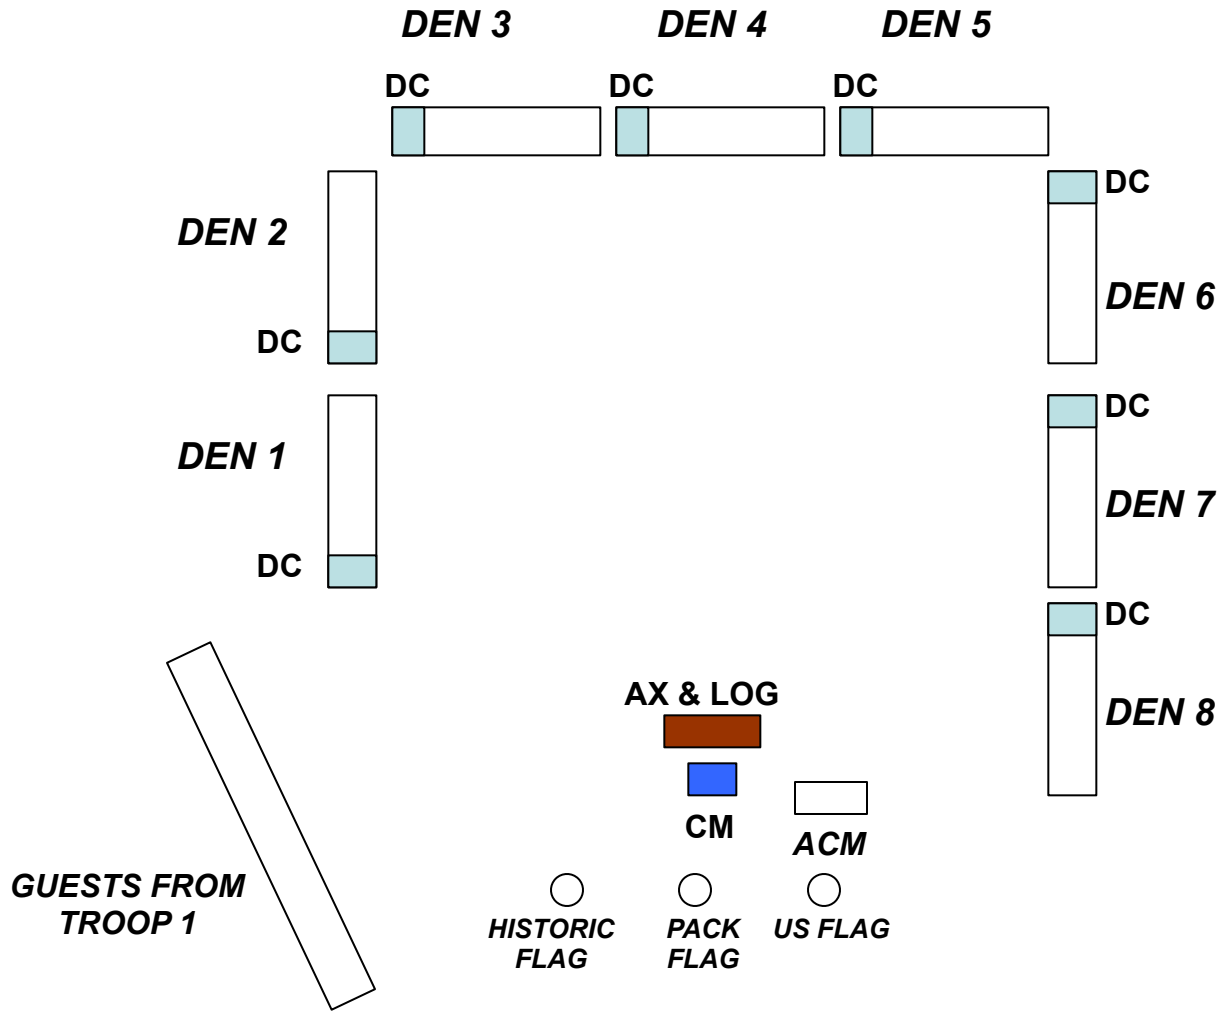 DEN 3
DEN 4
DEN 5
DC
DC
DC
DC
DEN 2
DEN 6
DC
DC
DEN 1
DEN 7
DC
DC
AX & LOG
DEN 8
CM
ACM
GUESTS FROM
TROOP 1
HISTORIC
FLAG
PACK
FLAG
US FLAG